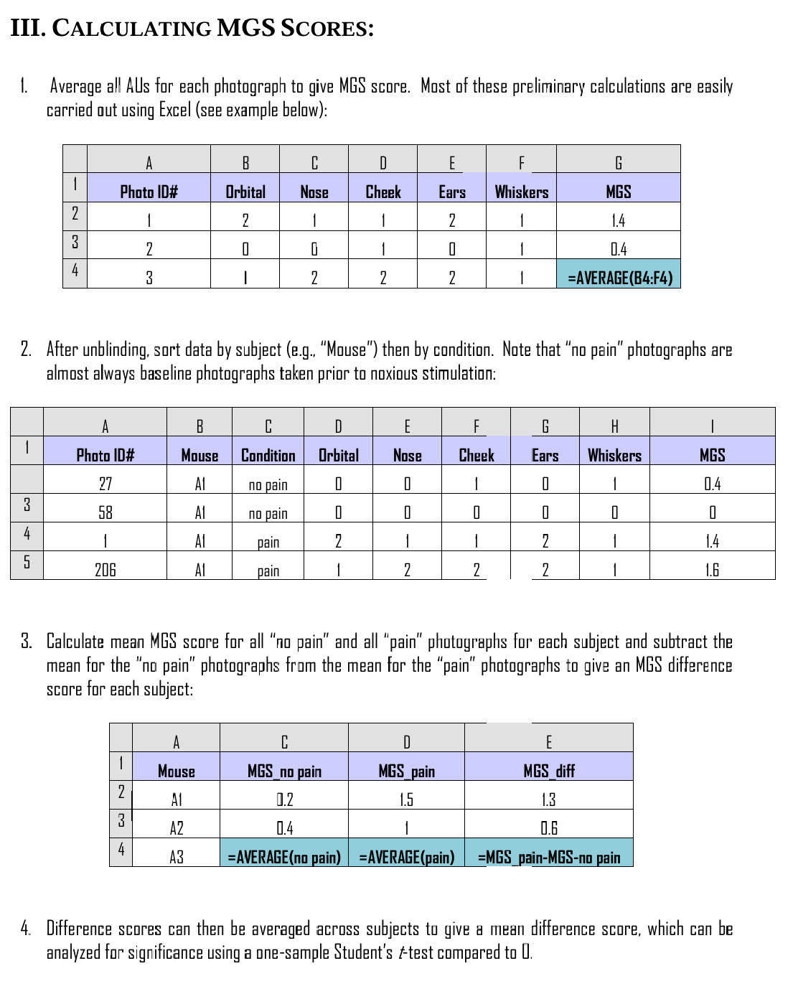 III. CALCULATING MGS SCORES:
1. Average all AUs for each photograph to give MGS score. Most of these preliminary calculations are easily
carried out using Excel (see example below):
A B C D E F G
1 Photo ID# Orbital Nose Cheek Ears Whiskers MGS
2 1 2 1 1 2 1 1.4
3 2 0 0 1 0 1 0.4
4 3 1 2 2 2 1 =AVERAGE(B4:F4)
2. After unblinding, sort data by subject (e.g., “Mouse”) then by condition. Note that “no pain” photographs are
almost always baseline photographs taken prior to noxious stimulation:
A B C D E F G H I
1 Photo ID# Mouse Condition Orbital Nose Cheek Ears Whiskers MGS
27 A1 no pain 0 0 1 0 1 0.4
3 58 A1 no pain 0 0 0 0 0 0
4 1 A1 pain 2 1 1 2 1 1.4
5 206 A1 pain 1 2 2 2 1 1.6
3. Calculate mean MGS score for all “no pain” and all “pain” photographs for each subject and subtract the
mean for the “no pain” photographs from the mean for the “pain” photographs to give an MGS difference
score for each subject:
A C D E
1 Mouse MGS_no pain MGS_pain MGS_diff
2 A1 0.2 1.5 1.3
3 A2 0.4 1 0.6
4 A3 =AVERAGE(no pain) =AVERAGE(pain) =MGS_pain-MGS-no pain
4. Difference scores can then be averaged across subjects to give a mean difference score, which can be
analyzed for significance using a one-sample Student’s t-test compared to 0.